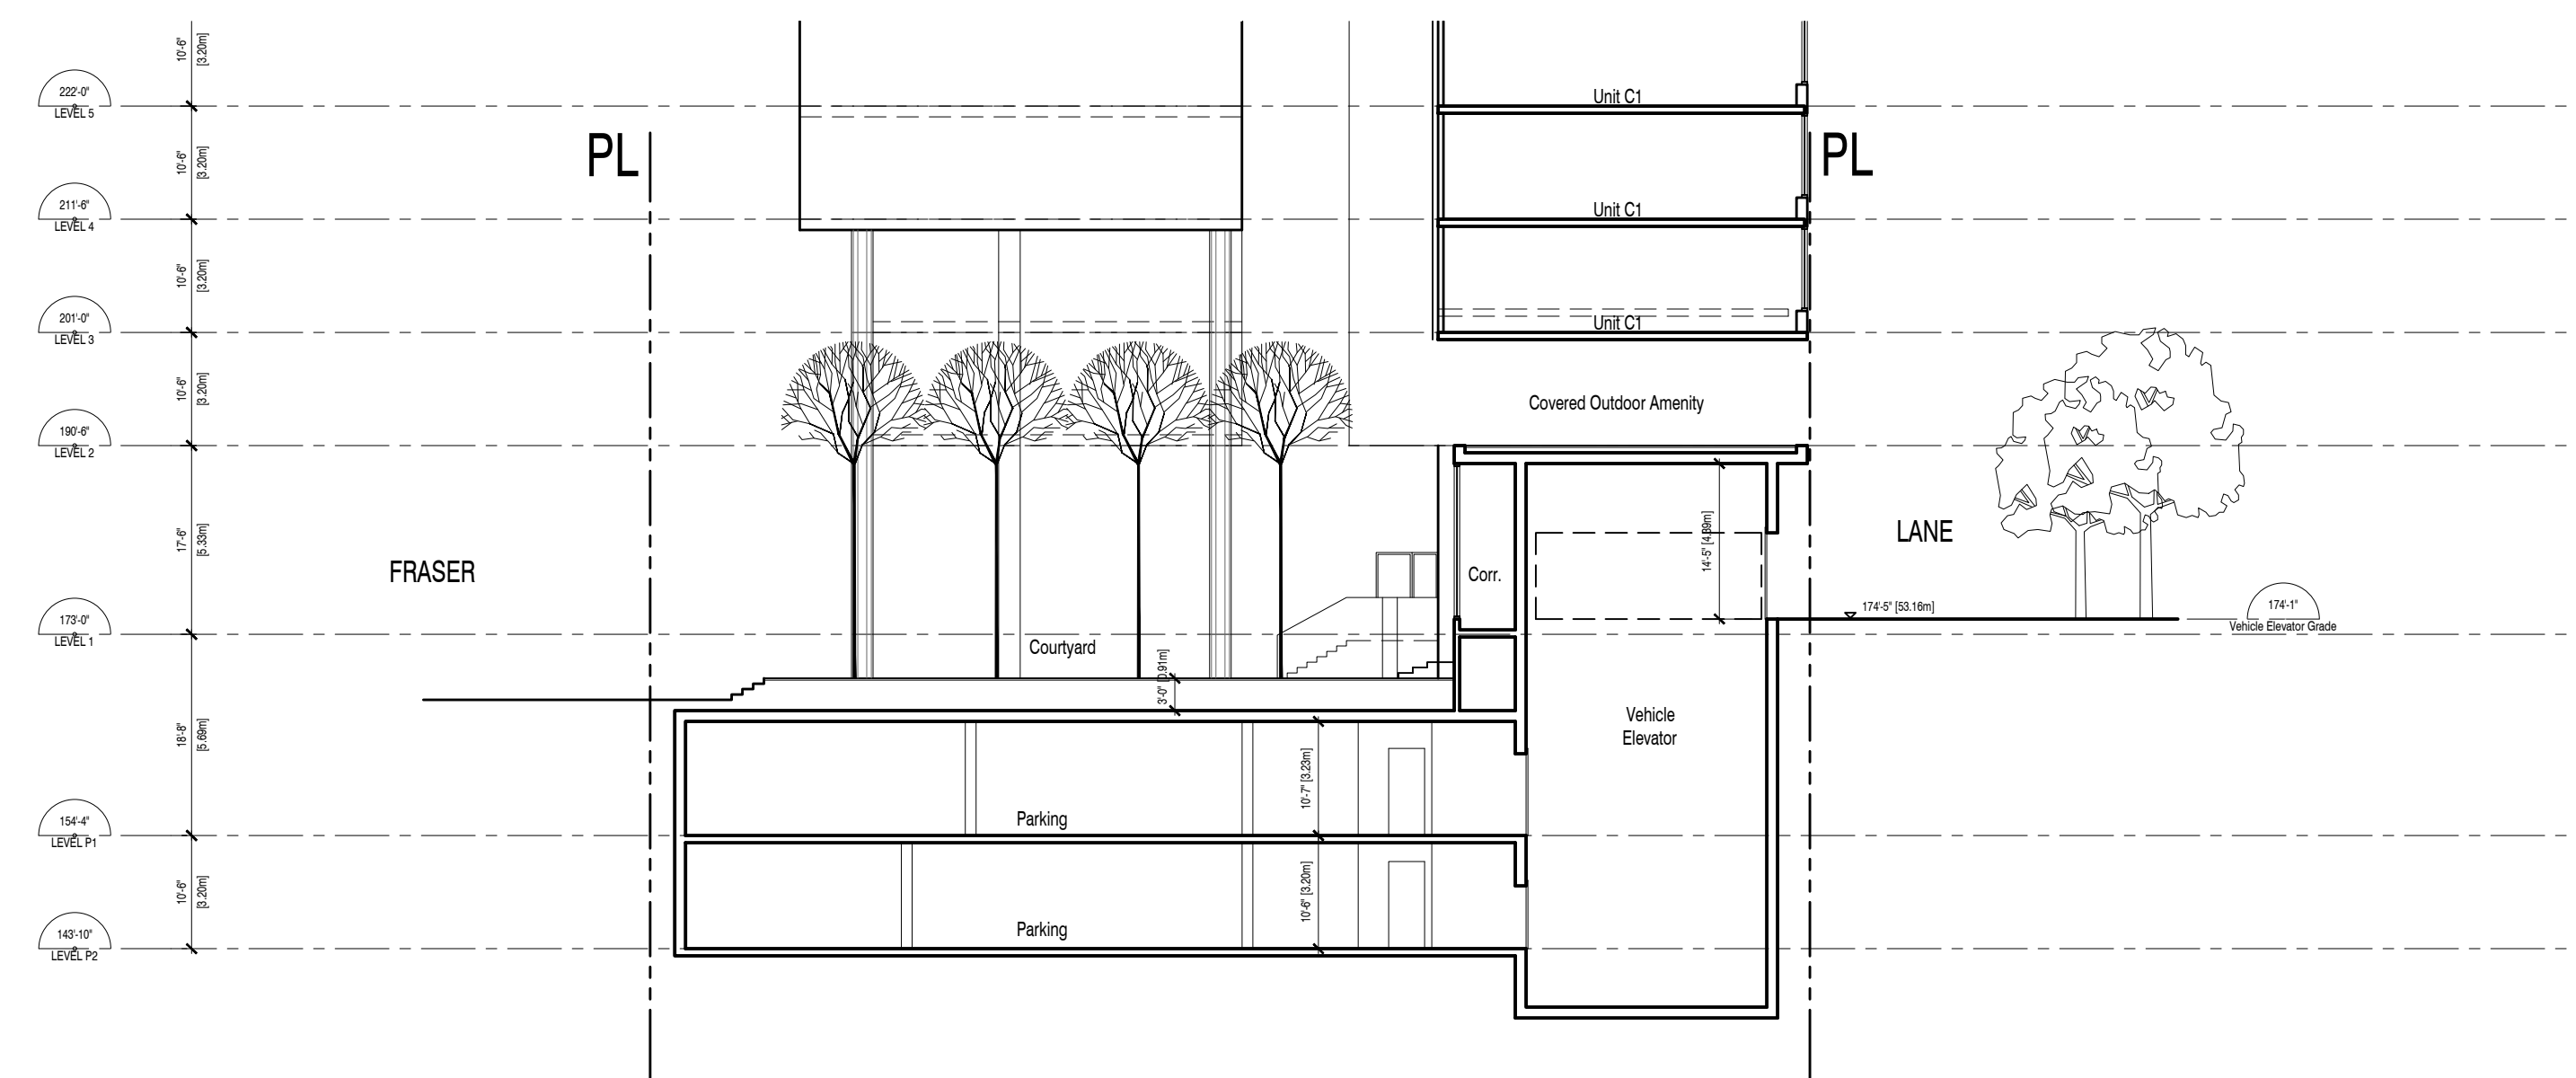 10'-6" [3.20m]
222'-0"
LEVEL 5
Unit C1
PL
PL
10'-6" [3.20m]
211'-6"
LEVEL 4
Unit C1
10'-6" [3.20m]
201'-0"
LEVEL 3
Unit C1
10'-6" [3.20m]
Covered Outdoor Amenity
190'-6"
LEVEL 2
17'-6" [5.33m]
FRASER
Corr.
14'-5" [4.39m]
LANE
173'-0"
LEVEL 1
Courtyard
174'-5" [53.16m]
174'-1"
Vehicle Elevator Grade
3'-0" [0.91m]
18'-8" [5.69m]
Vehicle
Elevator
10'-7" [3.23m]
Parking
154'-4"
LEVEL P1
10'-6" [3.20m]
10'-6" [3.20m]
Parking
143'-10"
LEVEL P2